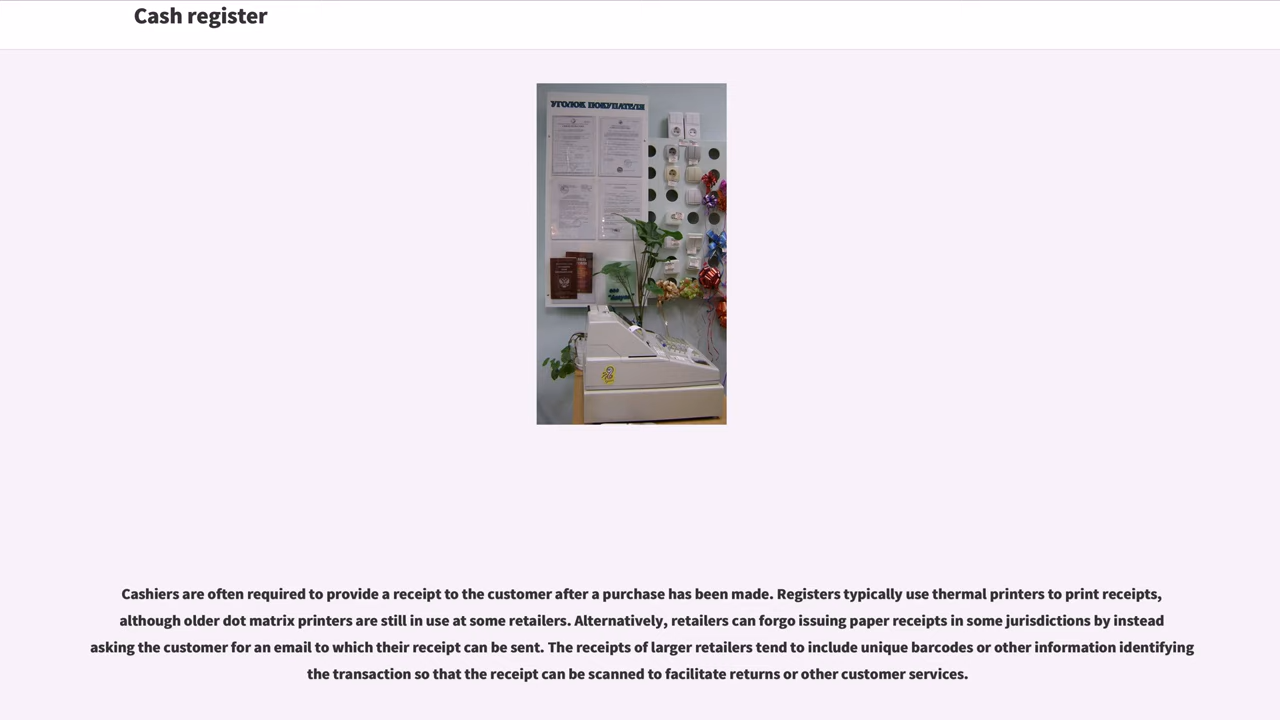 Cash register
УГОЛОК ПОКУПАТЕЛЯ
Cashiers are often required to provide a receipt to the customer after a purchase has been made. Registers typically use thermal printers to print receipts,
although older dot matrix printers are still in use at some retailers. Alternatively, retailers can forgo issuing paper receipts in some jurisdictions by instead
asking the customer for an email to which their receipt can be sent. The receipts of larger retailers tend to include unique barcodes or other information identifying
the transaction so that the receipt can be scanned to facilitate returns or other customer services.